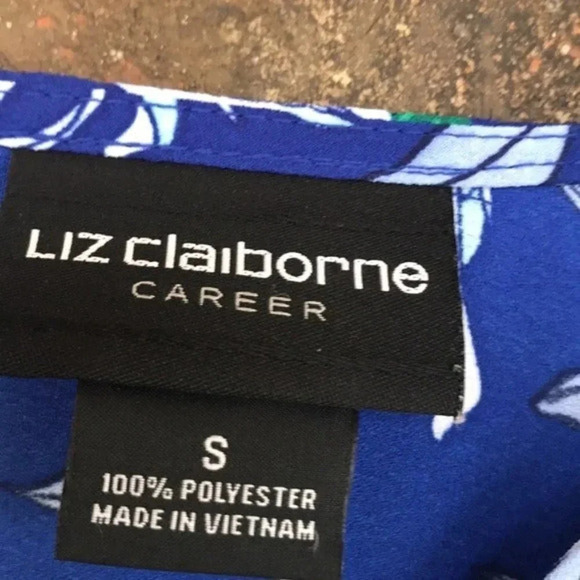 LIZ claiborne
CAREER
S
100% POLYESTER
MADE IN VIETNAM